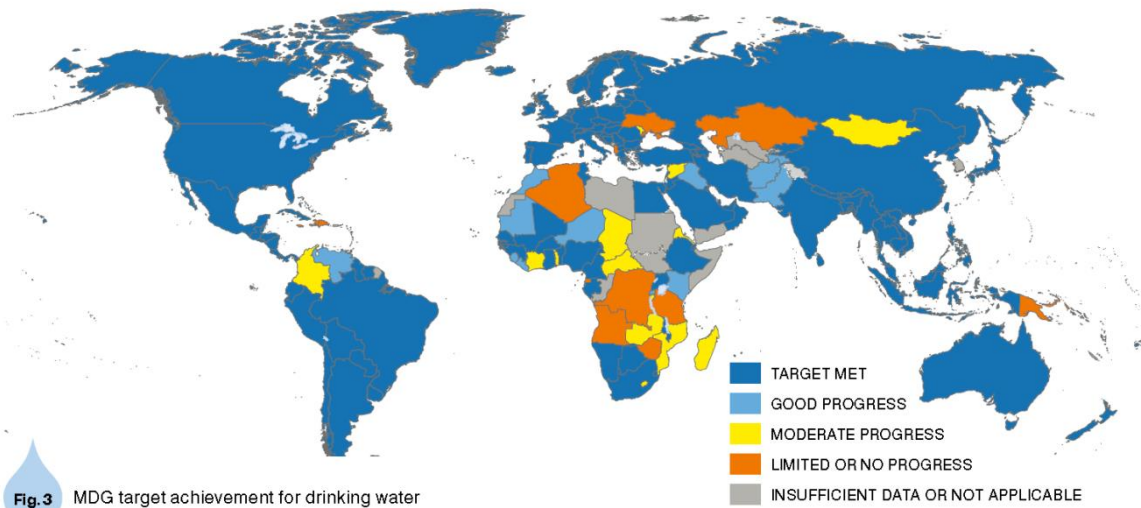 TARGET MET
GOOD PROGRESS
MODERATE PROGRESS
LIMITED OR NO PROGRESS
INSUFFICIENT DATA OR NOT APPLICABLE
Fig. 3 MDG target achievement for drinking water